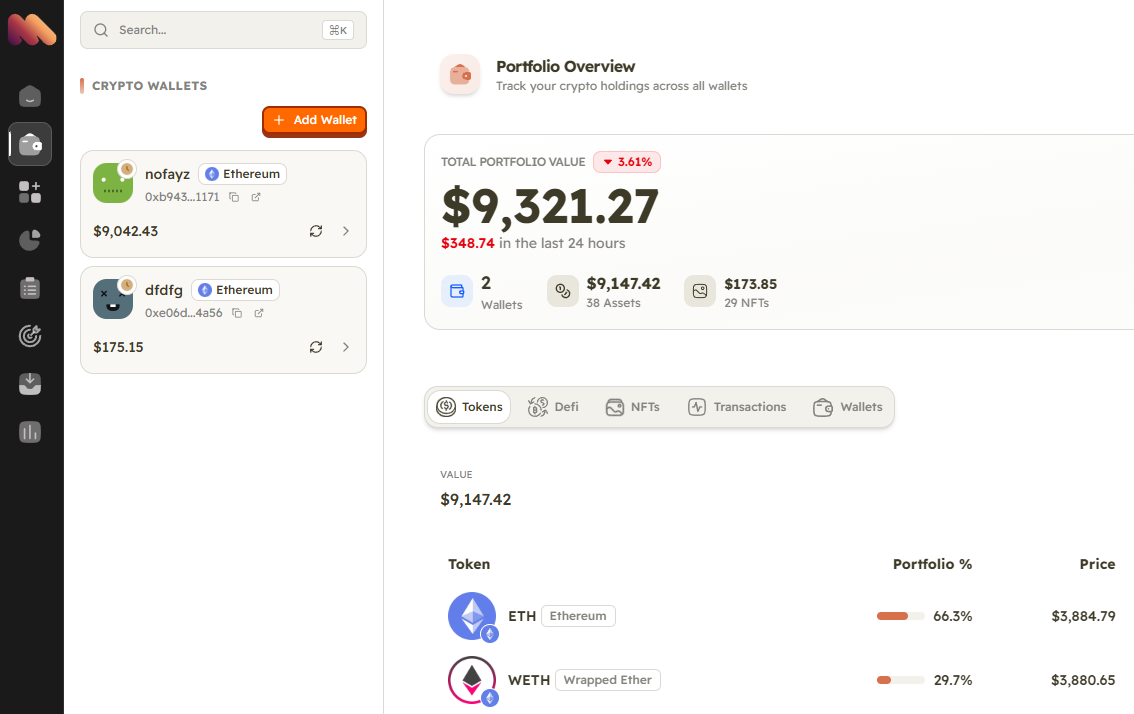 Search...
⌘K
CRYPTO WALLETS
+ Add Wallet
nofayz
Ethereum
0xb943...1171
$9,042.43
dfdfg
Ethereum
0xe06d...4a56
$175.15
Portfolio Overview
Track your crypto holdings across all wallets
TOTAL PORTFOLIO VALUE
3.61%
$9,321.27
$348.74 in the last 24 hours
2
Wallets
$9,147.42
38 Assets
$173.85
29 NFTs
Tokens
Defi
NFTs
Transactions
Wallets
VALUE
$9,147.42
Token Portfolio % Price
ETH Ethereum 66.3% $3,884.79
WETH Wrapped Ether 29.7% $3,880.65